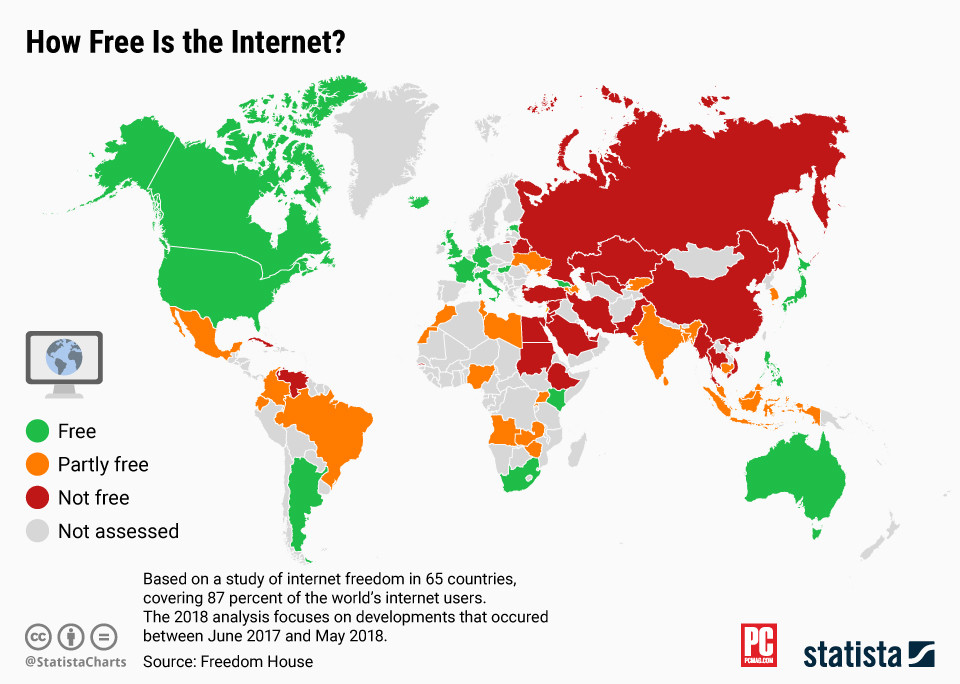 How Free Is the Internet?
Free
Partly free
Not free
Not assessed
Based on a study of internet freedom in 65 countries,
covering 87 percent of the world's internet users.
The 2018 analysis focuses on developments that occured
between June 2017 and May 2018.
Source: Freedom House
cc
@StatistaCharts
PC
PCMAG.COM
statista